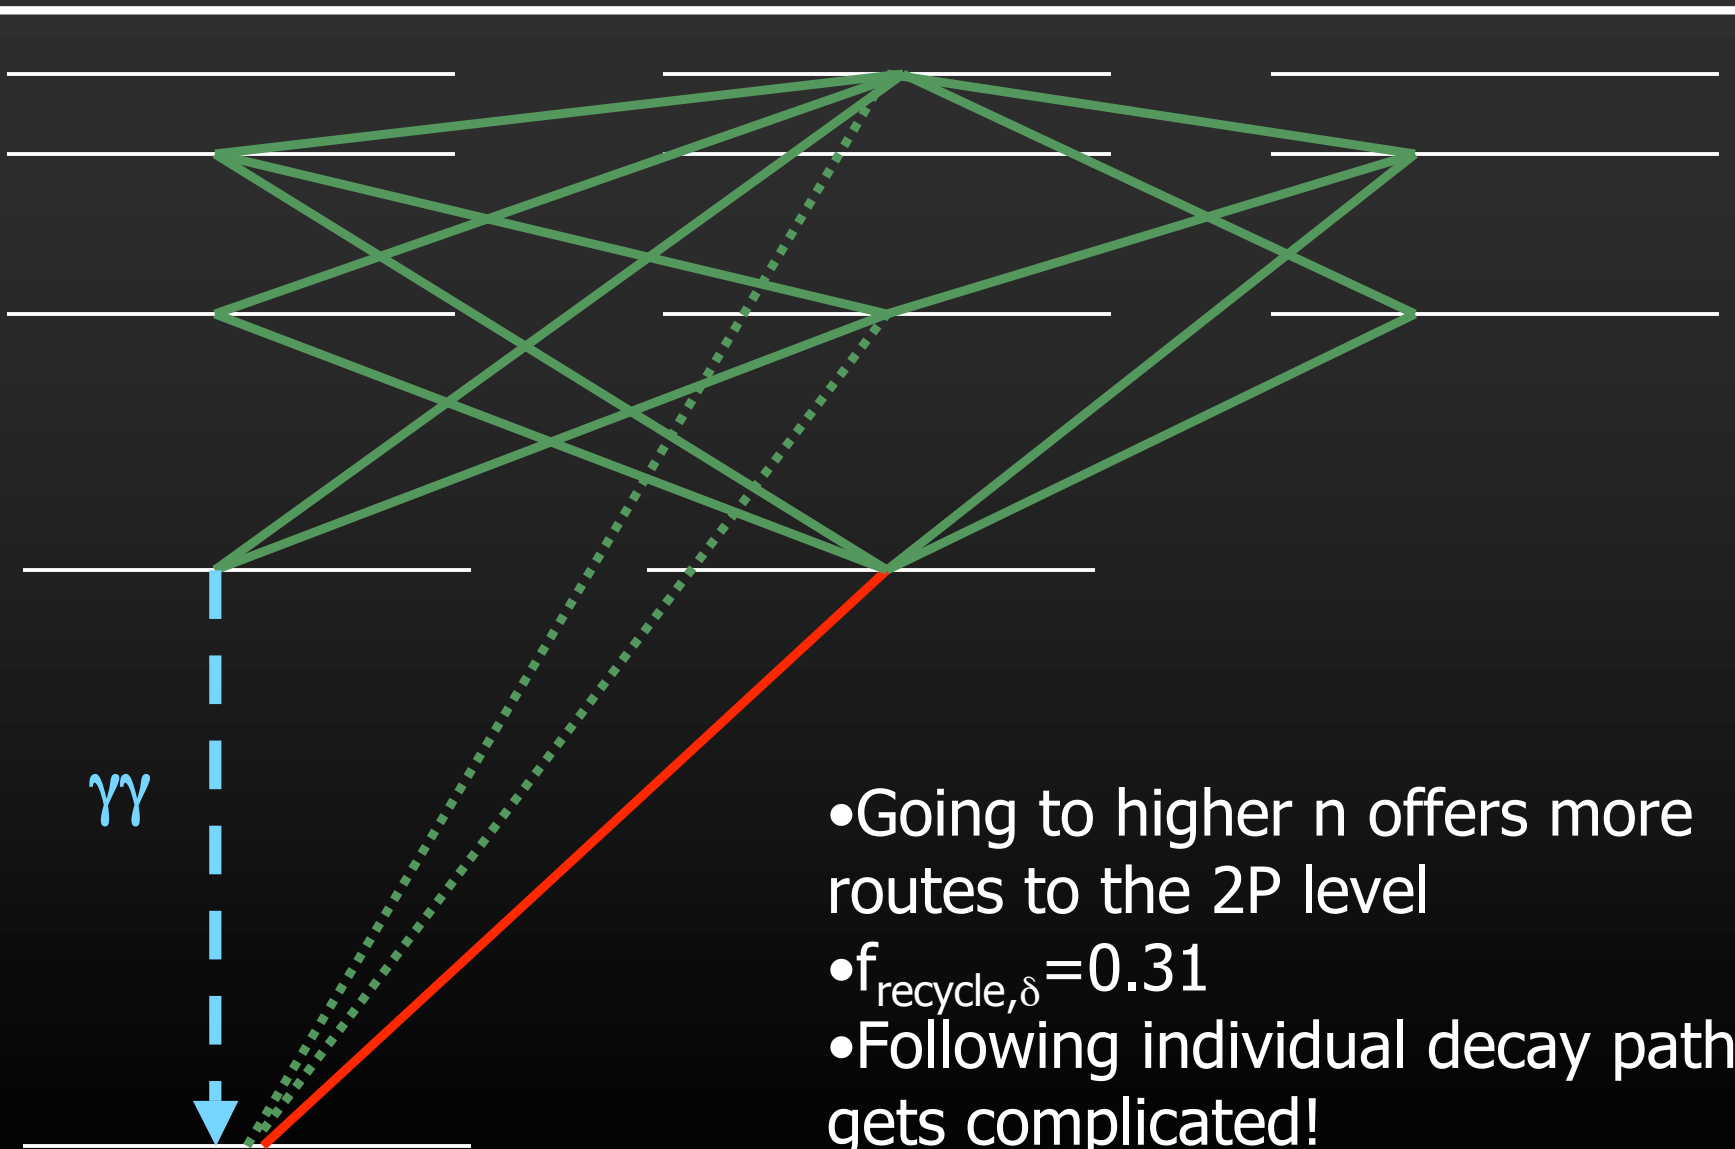 γγ
•Going to higher n offers more
routes to the 2P level
•f_recycle,δ=0.31
•Following individual decay path
gets complicated!